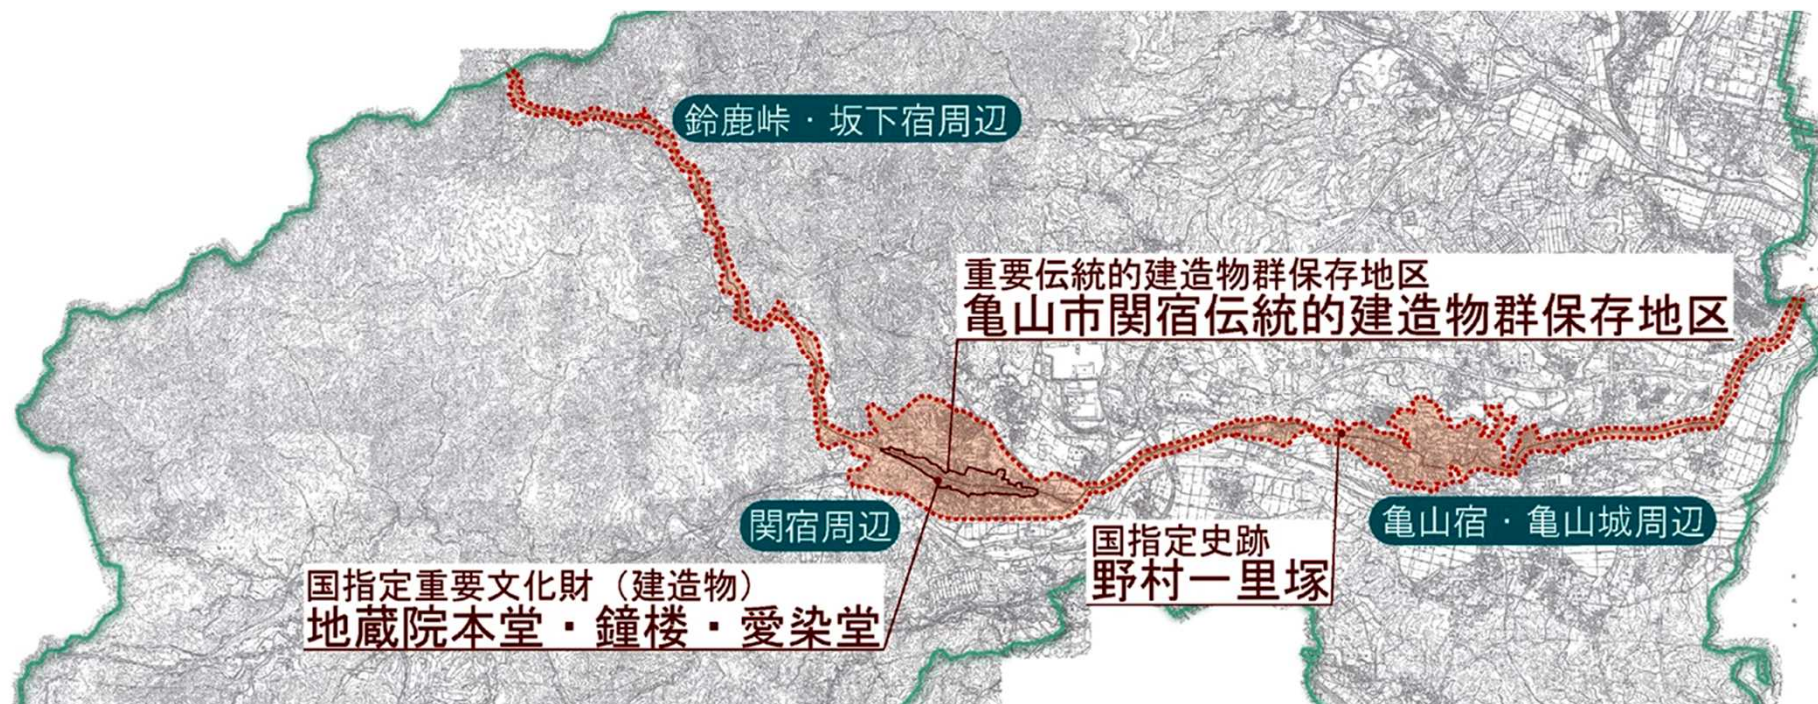 鈴鹿峠・坂下宿周辺
重要伝統的建造物群保存地区
亀山市関宿伝統的建造物群保存地区
関宿周辺
亀山宿・亀山城周辺
国指定史跡
野村一里塚
国指定重要文化財（建造物）
地蔵院本堂・鐘楼・愛染堂